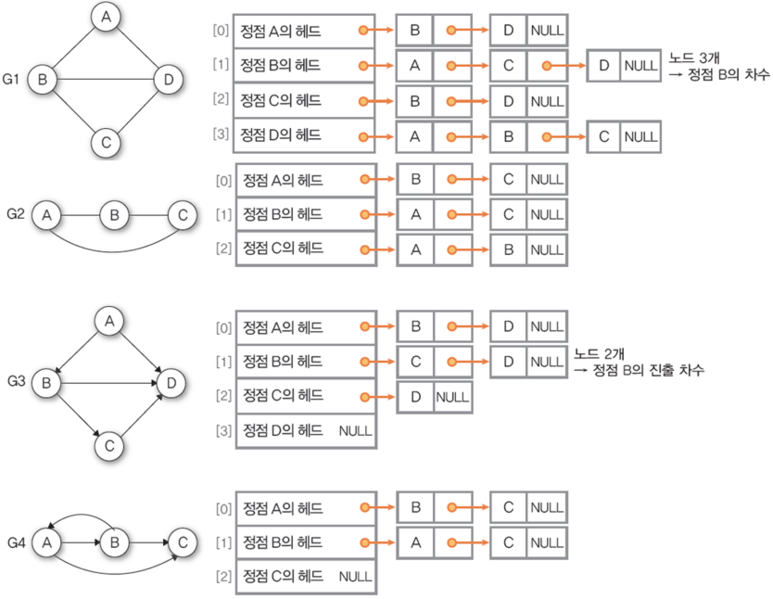 A
B
D
C
G1
[0] 정점 A의 헤드 B D NULL
[1] 정점 B의 헤드 A C D NULL
[2] 정점 C의 헤드 B D NULL
[3] 정점 D의 헤드 A B C NULL
노드 3개
→ 정점 B의 차수
G2 A B C
[0] 정점 A의 헤드 B C NULL
[1] 정점 B의 헤드 A C NULL
[2] 정점 C의 헤드 A B NULL
A
G3 B D
C
[0] 정점 A의 헤드 B D NULL
[1] 정점 B의 헤드 C D NULL
[2] 정점 C의 헤드 D NULL
[3] 정점 D의 헤드 NULL
노드 2개
→ 정점 B의 진출 차수
G4 A B C
[0] 정점 A의 헤드 B C NULL
[1] 정점 B의 헤드 A C NULL
[2] 정점 C의 헤드 NULL